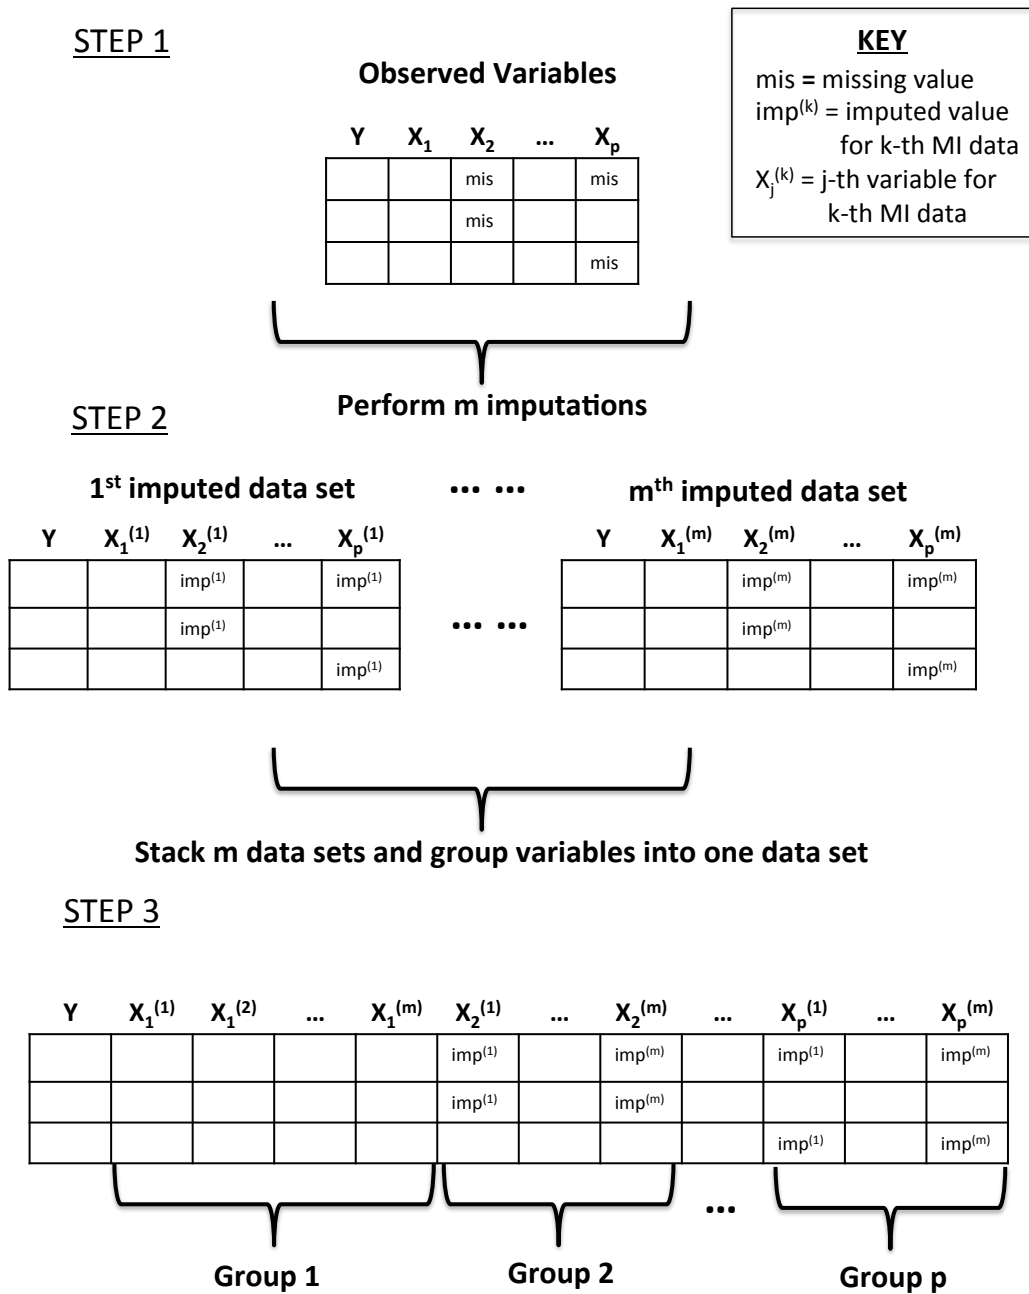 STEP 1
KEY
mis = missing value
imp⁽ᵏ⁾ = imputed value
for k-th MI data
Xⱼ⁽ᵏ⁾ = j-th variable for
k-th MI data
Observed Variables
Y X₁ X₂ ... Xₚ
mis mis
mis
mis
Perform m imputations
STEP 2
1ˢᵗ imputed data set ... ... mᵗʰ imputed data set
Y X₁⁽¹⁾ X₂⁽¹⁾ ... Xₚ⁽¹⁾ Y X₁⁽ᵐ⁾ X₂⁽ᵐ⁾ ... Xₚ⁽ᵐ⁾
imp⁽¹⁾ imp⁽¹⁾ imp⁽ᵐ⁾ imp⁽ᵐ⁾
imp⁽¹⁾ ... ... imp⁽ᵐ⁾
imp⁽¹⁾ imp⁽ᵐ⁾
Stack m data sets and group variables into one data set
STEP 3
Y X₁⁽¹⁾ X₁⁽²⁾ ... X₁⁽ᵐ⁾ X₂⁽¹⁾ ... X₂⁽ᵐ⁾ ... Xₚ⁽¹⁾ ... Xₚ⁽ᵐ⁾
imp⁽¹⁾ imp⁽ᵐ⁾ imp⁽¹⁾ imp⁽ᵐ⁾
imp⁽¹⁾ imp⁽ᵐ⁾
imp⁽¹⁾ imp⁽ᵐ⁾
...
Group 1 Group 2 Group p